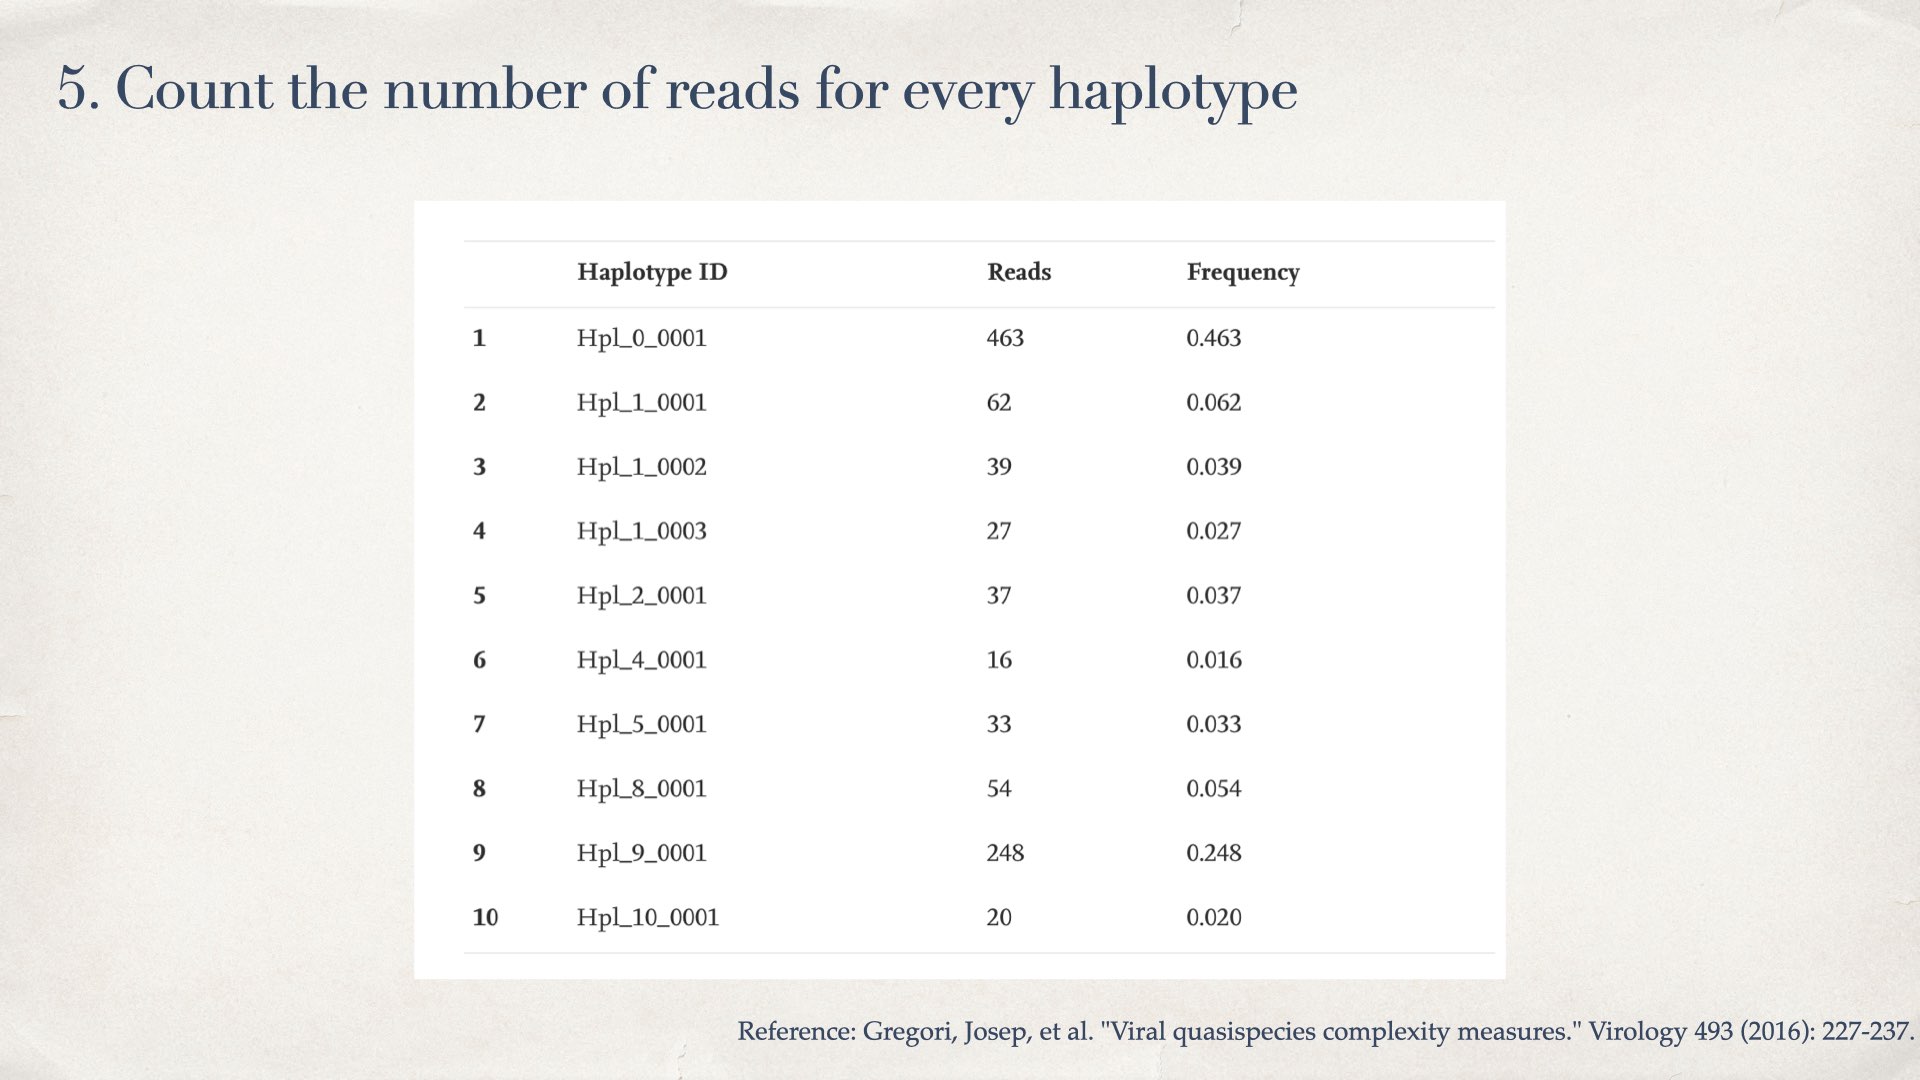 5. Count the number of reads for every haplotype
Haplotype ID Reads Frequency
1 Hpl_0_0001 463 0.463
2 Hpl_1_0001 62 0.062
3 Hpl_1_0002 39 0.039
4 Hpl_1_0003 27 0.027
5 Hpl_2_0001 37 0.037
6 Hpl_4_0001 16 0.016
7 Hpl_5_0001 33 0.033
8 Hpl_8_0001 54 0.054
9 Hpl_9_0001 248 0.248
10 Hpl_10_0001 20 0.020
Reference: Gregori, Josep, et al. "Viral quasispecies complexity measures." Virology 493 (2016): 227-237.